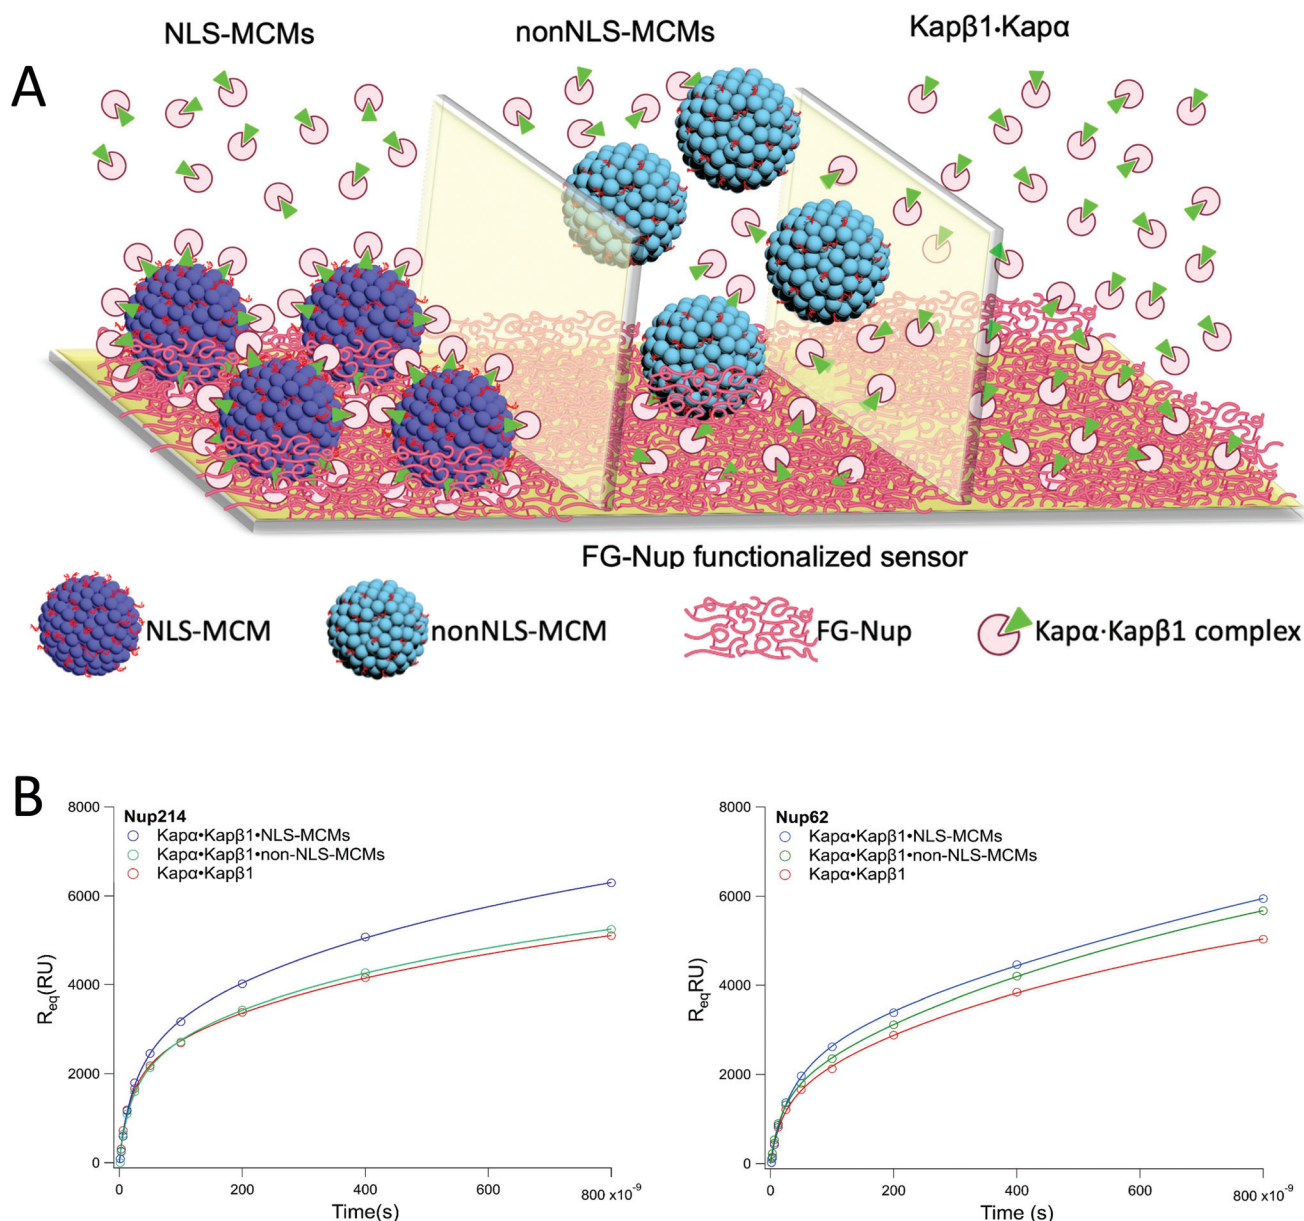 NLS-MCMs
nonNLS-MCMs
Kapβ1·Kapα
A
FG-Nup functionalized sensor
NLS-MCM
nonNLS-MCM
FG-Nup
Kapα·Kapβ1 complex
B
8000
6000
4000
2000
0
R_eq(RU)
Nup214
Kapα•Kapβ1•NLS-MCMs
Kapα•Kapβ1•non-NLS-MCMs
Kapα•Kapβ1
0
200
400
600
800 x10⁻⁹
Time(s)
8000
6000
4000
2000
0
R_eqRU)
Nup62
Kapα•Kapβ1•NLS-MCMs
Kapα•Kapβ1•non-NLS-MCMs
Kapα•Kapβ1
0
200
400
600
800 x10⁻⁹
Time (s)